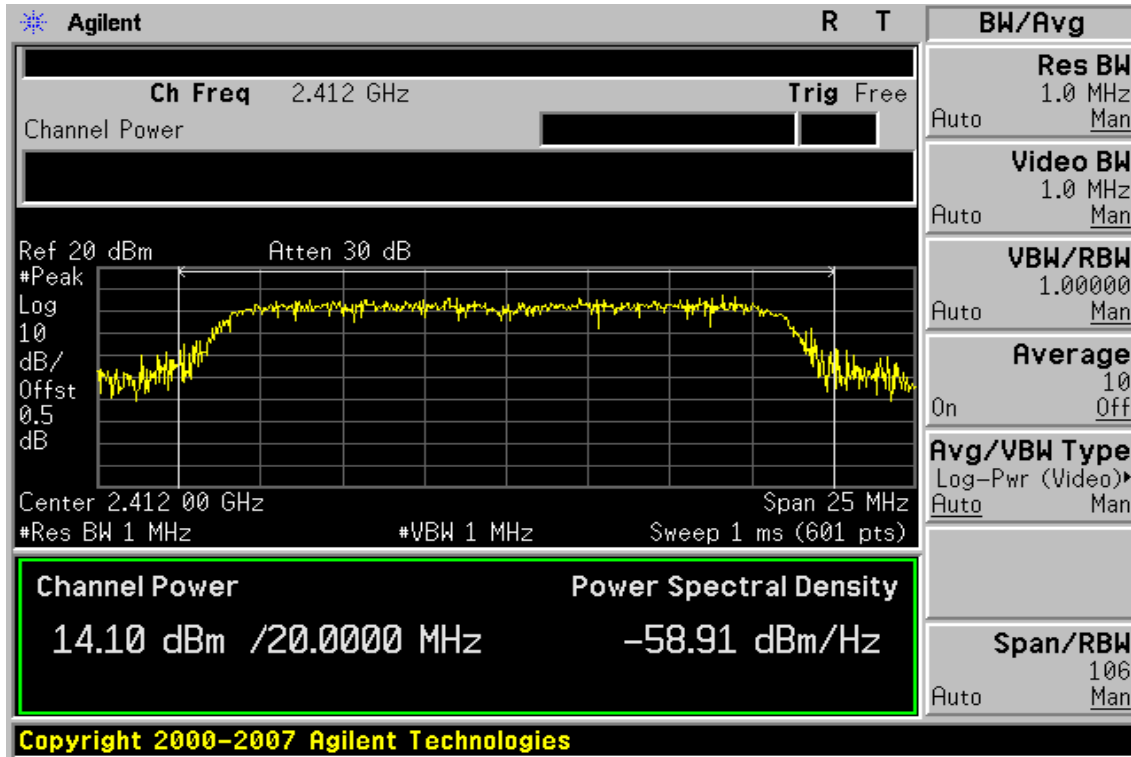 Agilent R T
Ch Freq 2.412 GHz Trig Free
Channel Power
Ref 20 dBm Atten 30 dB
#Peak
Log
10
dB/
Offst
0.5
dB
Center 2.412 00 GHz Span 25 MHz
#Res BW 1 MHz #VBW 1 MHz Sweep 1 ms (601 pts)
Channel Power Power Spectral Density
14.10 dBm /20.0000 MHz -58.91 dBm/Hz
Copyright 2000-2007 Agilent Technologies
BW/Avg
Res BW
1.0 MHz
Auto Man
Video BW
1.0 MHz
Auto Man
VBW/RBW
1.00000
Auto Man
Average
10
On Off
Avg/VBW Type
Log-Pwr (Video)▸
Auto Man
Span/RBW
106
Auto Man